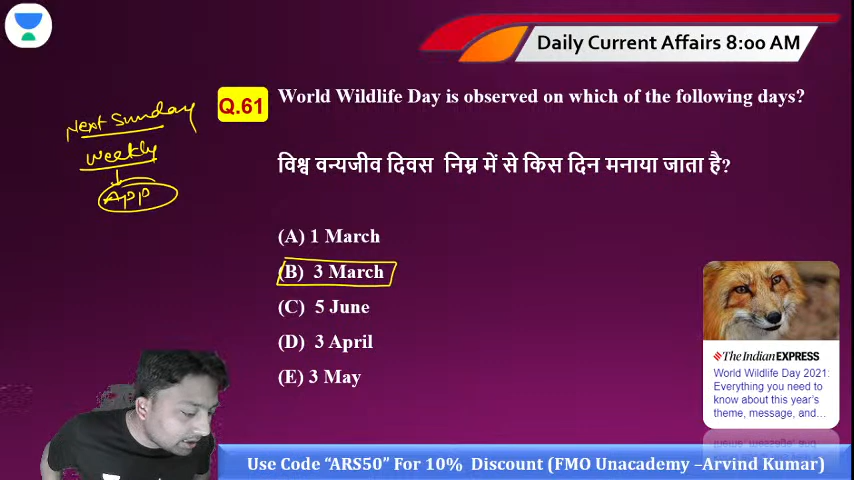 Daily Current Affairs 8:00 AM
Next Sunday
Weekly
App
Q.61
World Wildlife Day is observed on which of the following days?
विश्व वन्यजीव दिवस निम्न में से किस दिन मनाया जाता है?
(A) 1 March
(B) 3 March
(C) 5 June
(D) 3 April
(E) 3 May
The Indian EXPRESS
World Wildlife Day 2021:
Everything you need to
know about this year's
theme, message, and...
Use Code “ARS50” For 10% Discount (FMO Unacademy –Arvind Kumar)